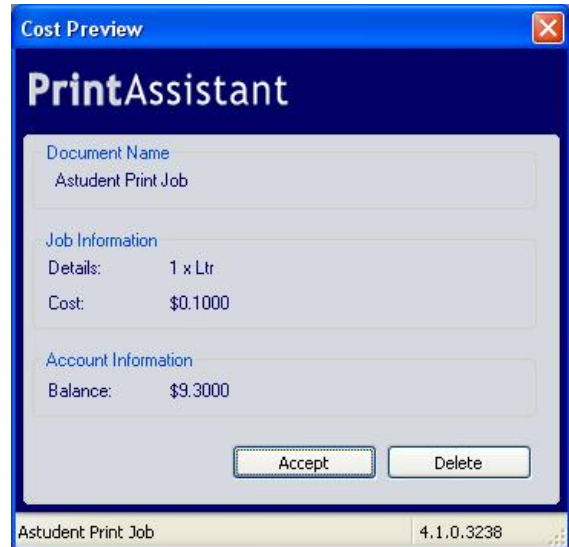 Cost Preview
PrintAssistant
Document Name
Astudent Print Job
Job Information
Details: 1 x Ltr
Cost: $0.1000
Account Information
Balance: $9.3000
Accept Delete
Astudent Print Job 4.1.0.3238